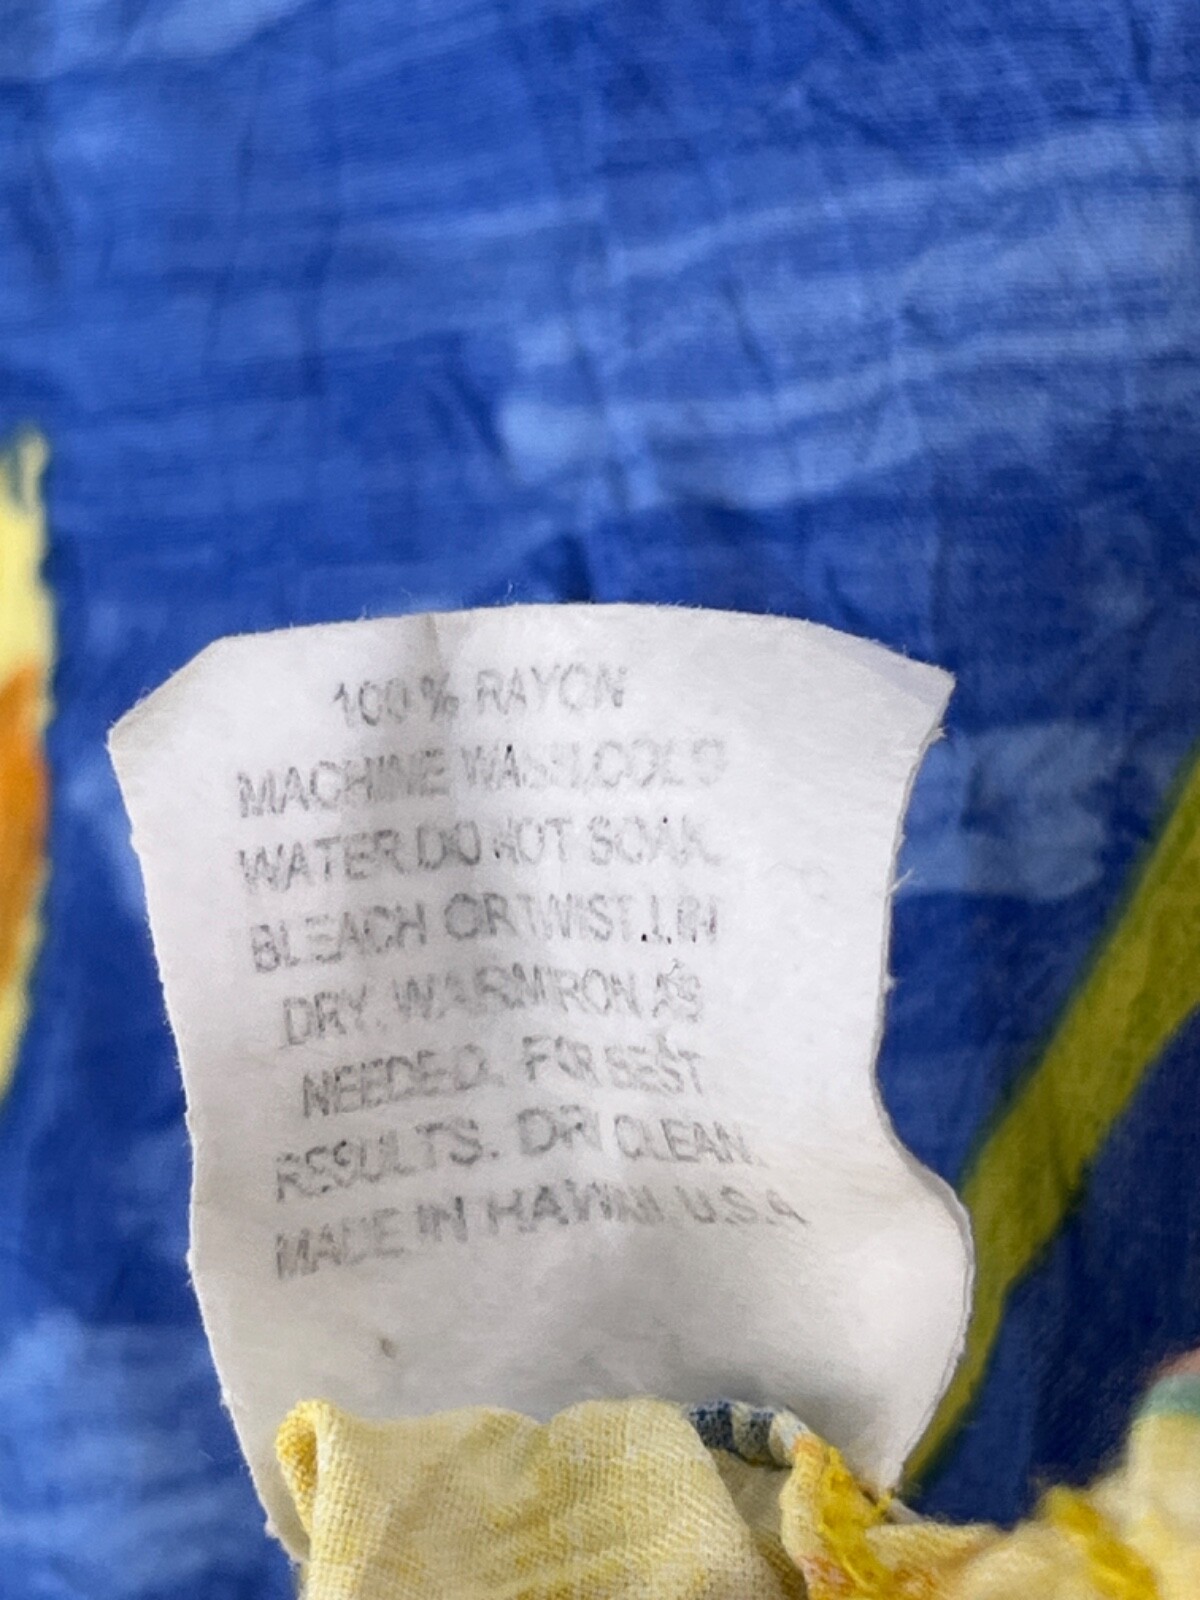 100% RAYON
MACHINE WASH.COLD
WATER.DO NOT SOAK.
BLEACH OR TWIST.LIN
DRY. WARM IRON AS
NEEDED. FOR BEST
RESULTS. DRY CLEAN.
MADE IN HAWAII. U.S.A